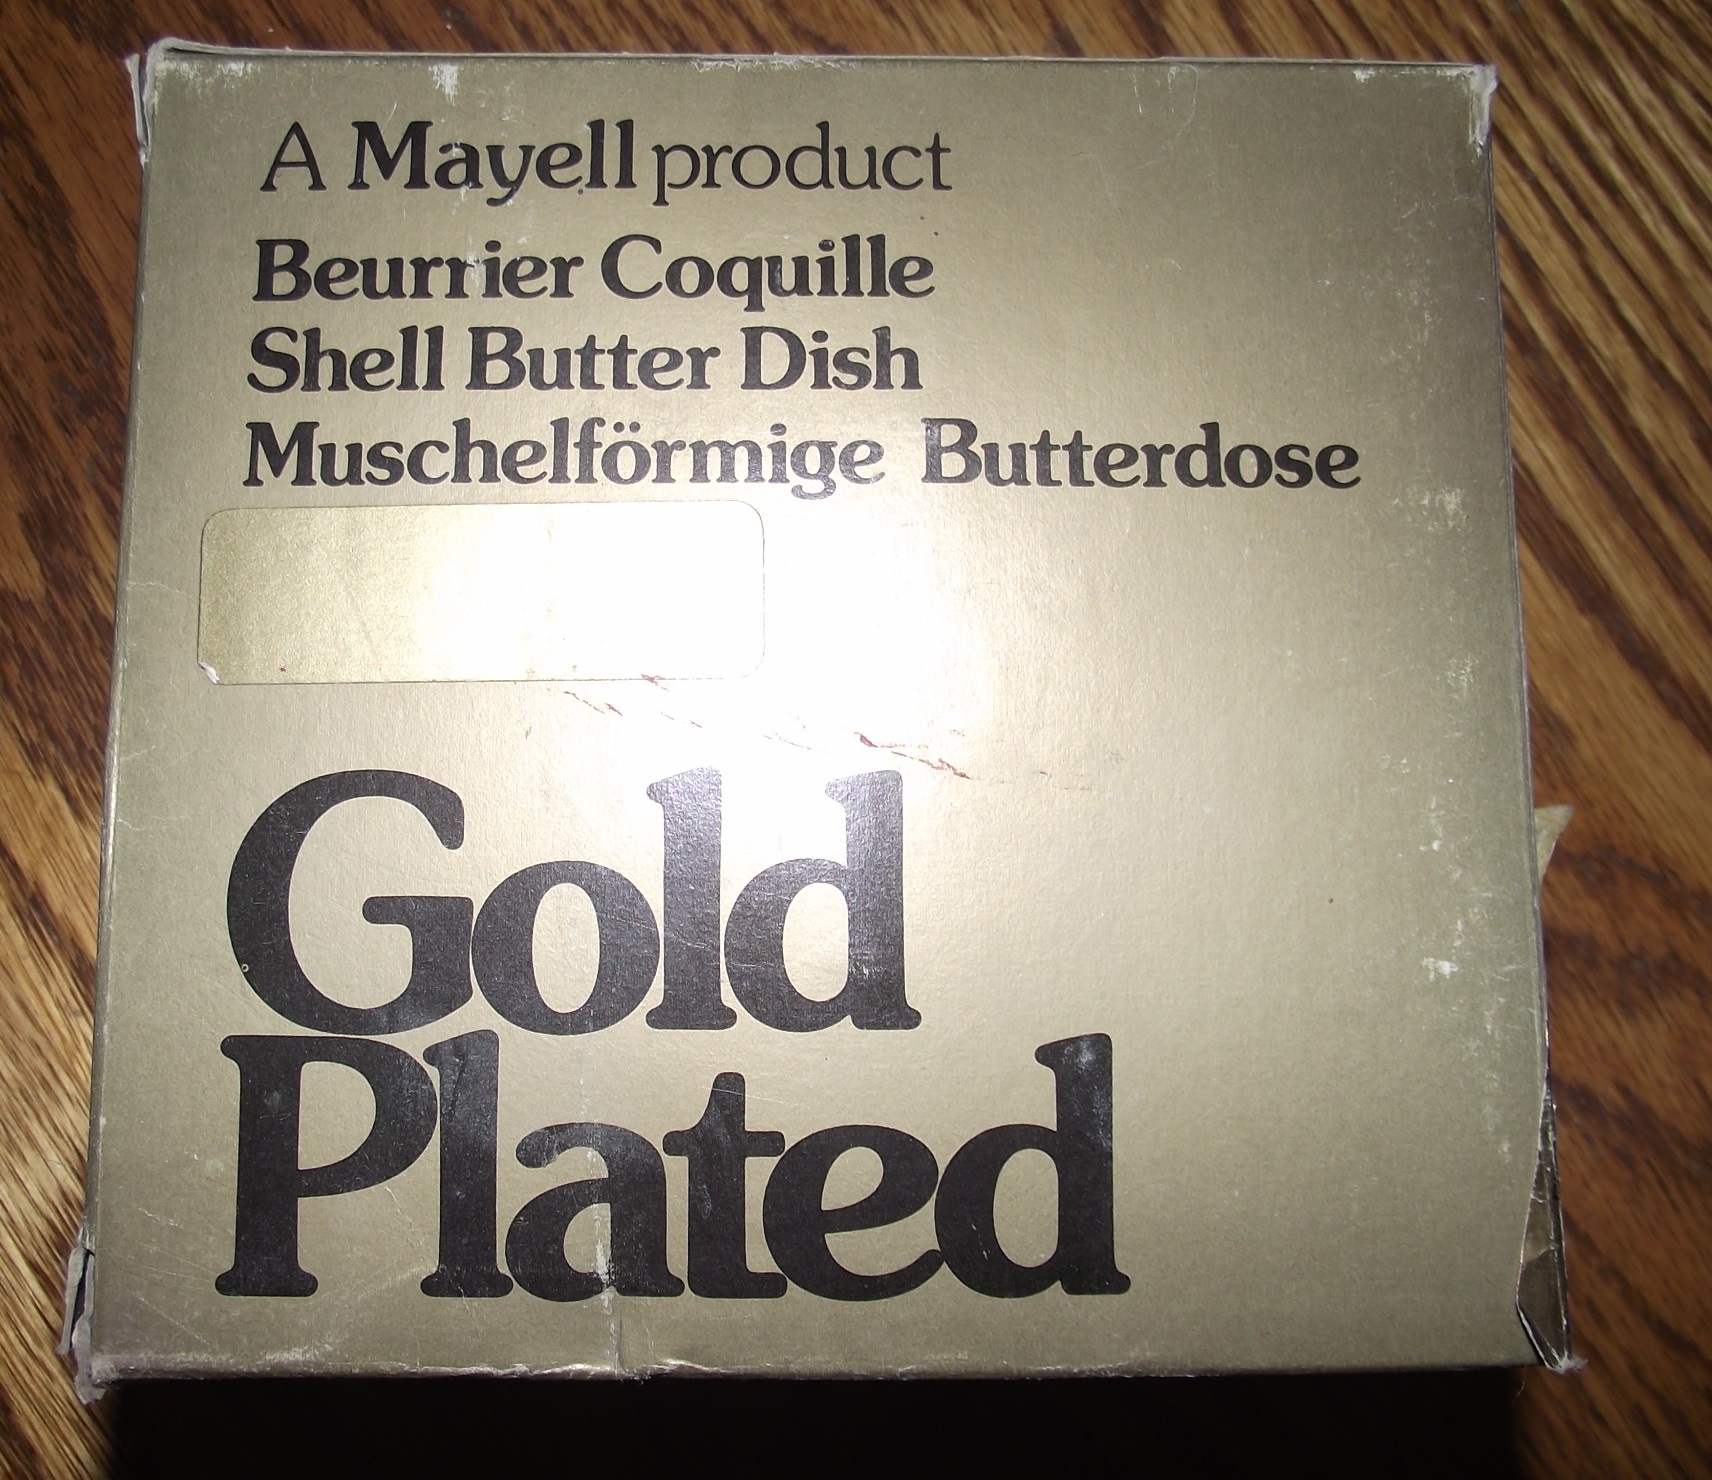 A Mayell product
Beurrier Coquille
Shell Butter Dish
Muschelförmige Butterdose
Gold
Plated